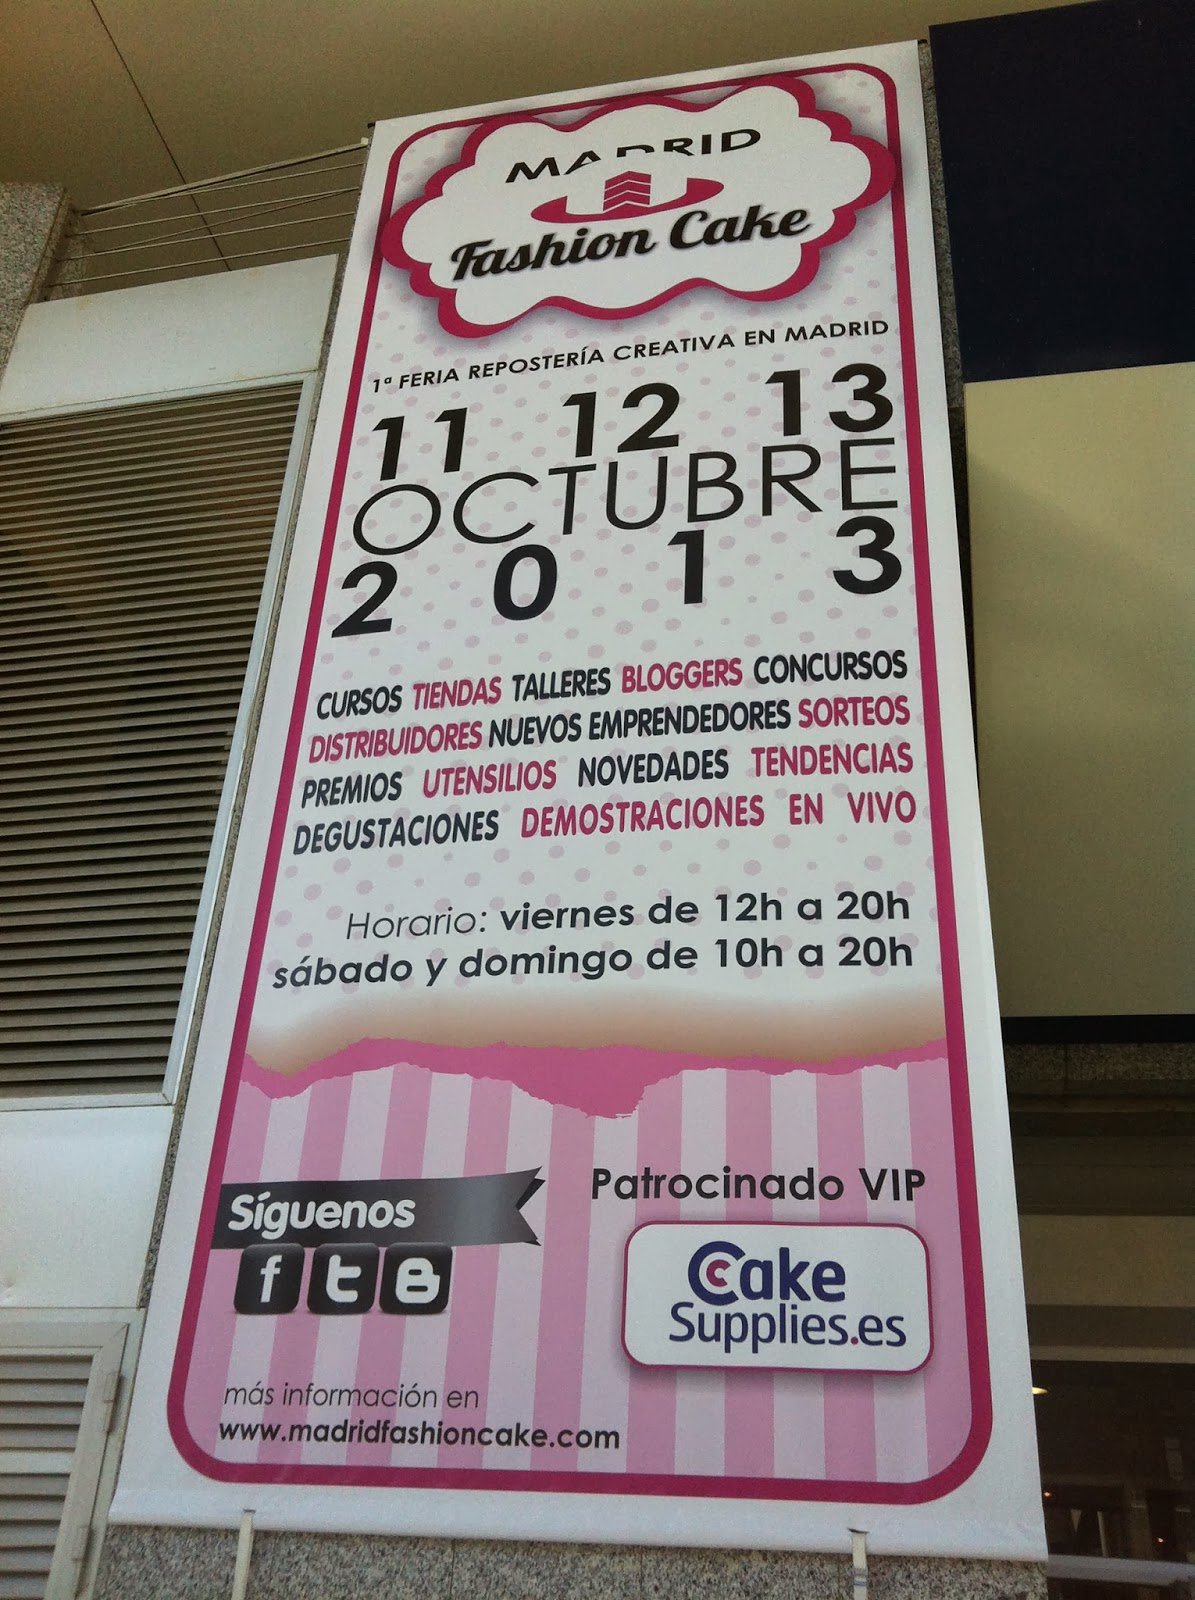 MADRID
Fashion Cake
1ª FERIA REPOSTERÍA CREATIVA EN MADRID
11 12 13
OCTUBRE
2 0 1 3
CURSOS TIENDAS TALLERES BLOGGERS CONCURSOS
DISTRIBUIDORES NUEVOS EMPRENDEDORES SORTEOS
PREMIOS UTENSILIOS NOVEDADES TENDENCIAS
DEGUSTACIONES DEMOSTRACIONES EN VIVO
Horario: viernes de 12h a 20h
sábado y domingo de 10h a 20h
Síguenos
f t B
Patrocinado VIP
Cake
Supplies.es
más información en
www.madridfashioncake.com